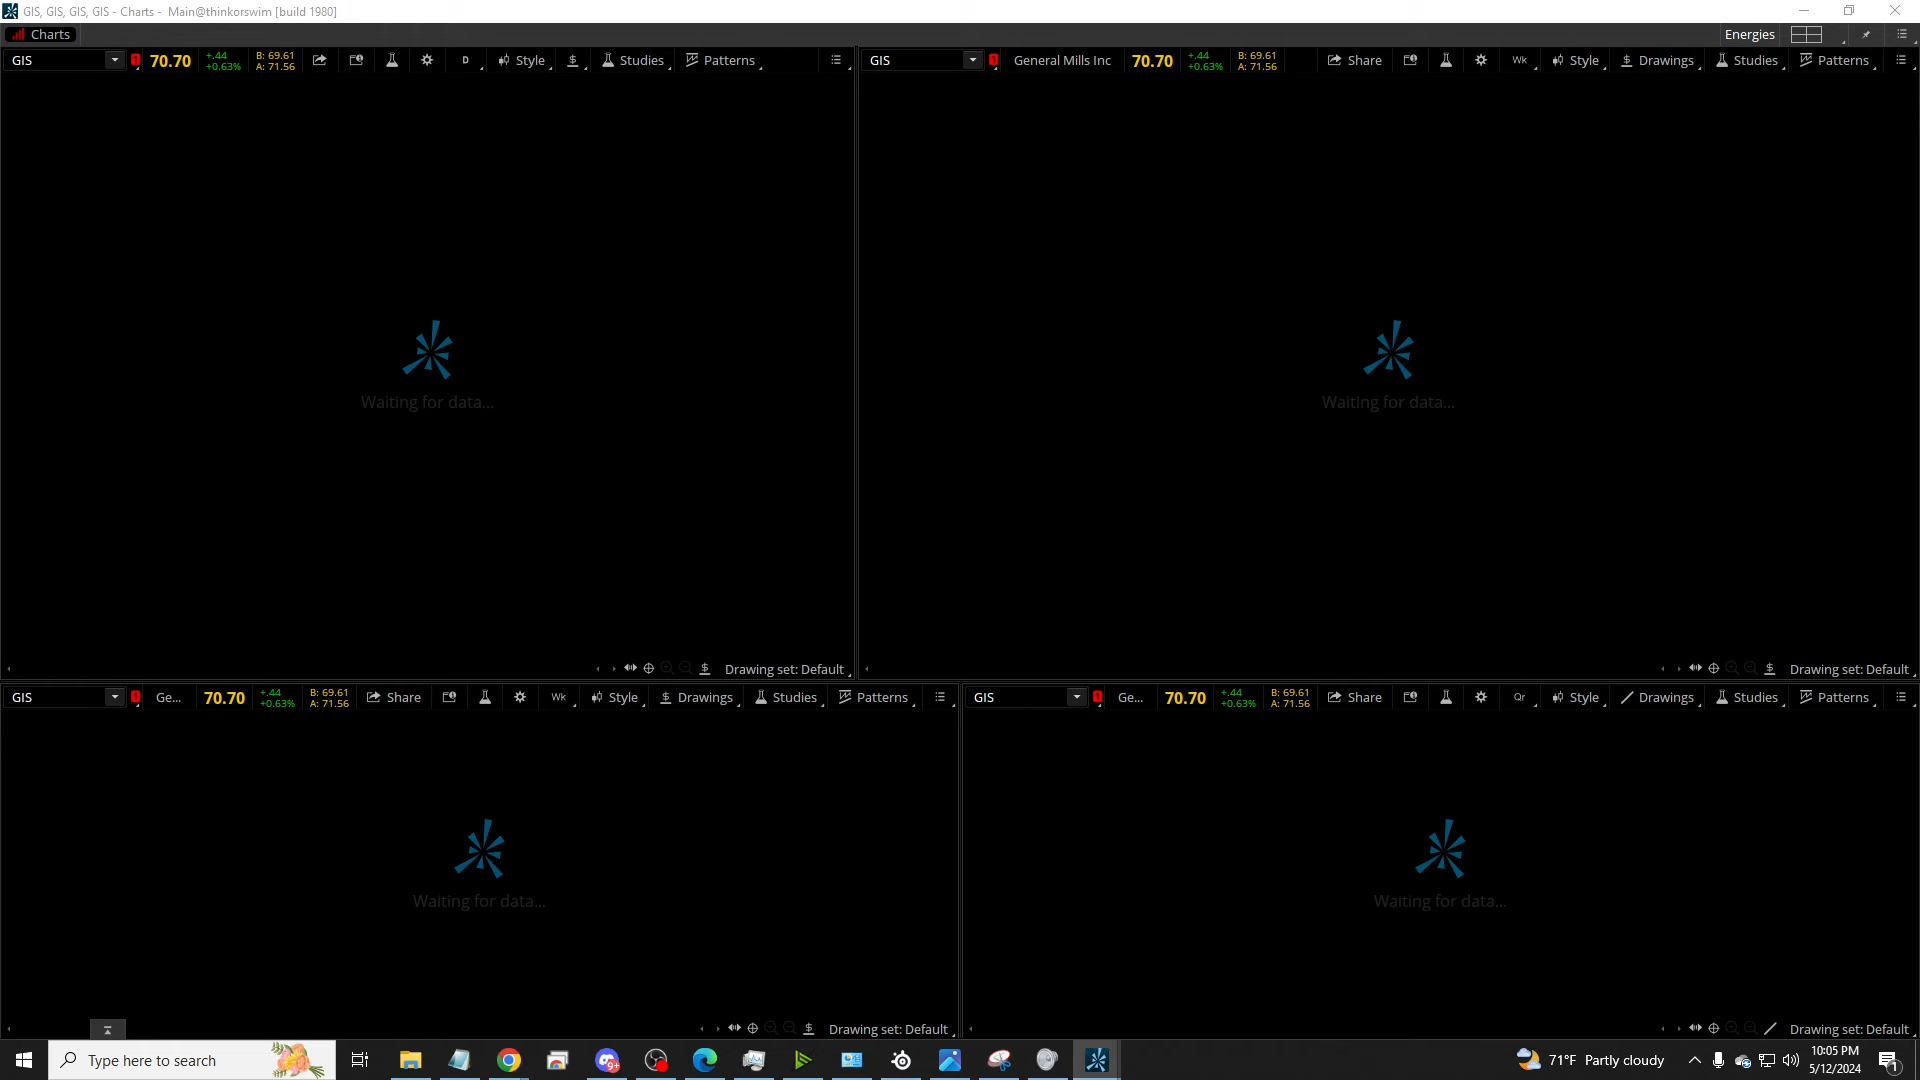 GIS, GIS, GIS, GIS - Charts - Main@thinkorswim [build 1980]
Charts
Energies
GIS 1 70.70 +.44 +0.63% B: 69.61 A: 71.56 D Style $ Studies Patterns
GIS 1 General Mills Inc 70.70 +.44 +0.63% B: 69.61 A: 71.56 Share Wk Style $ Drawings Studies Patterns
Waiting for data...
Waiting for data...
$ Drawing set: Default
$ Drawing set: Default
GIS 1 Ge... 70.70 +.44 +0.63% B: 69.61 A: 71.56 Share Wk Style $ Drawings Studies Patterns
GIS 1 Ge... 70.70 +.44 +0.63% B: 69.61 A: 71.56 Share Qr Style Drawings Studies Patterns
Waiting for data...
Waiting for data...
$ Drawing set: Default
Drawing set: Default
Type here to search
9+
71°F Partly cloudy
10:05 PM
5/12/2024
1